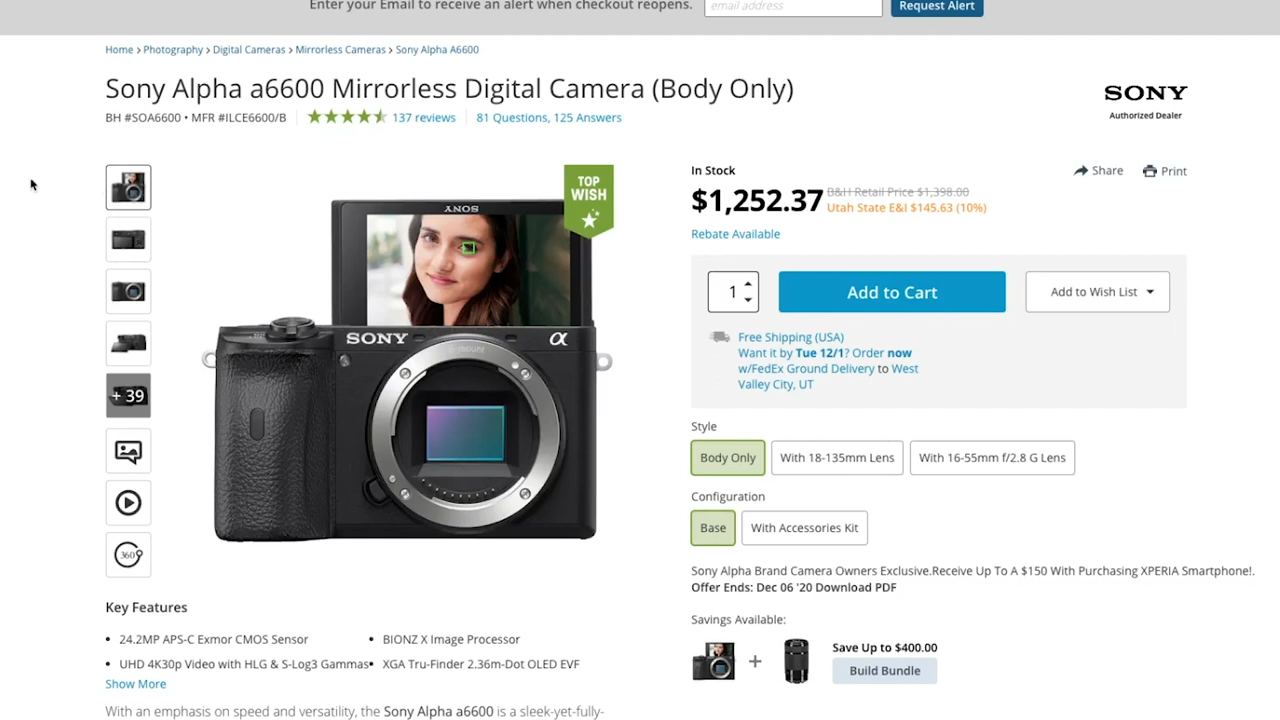 Enter your Email to receive an alert when checkout reopens.
email address
Request Alert
Home › Photography › Digital Cameras › Mirrorless Cameras › Sony Alpha A6600
Sony Alpha a6600 Mirrorless Digital Camera (Body Only)
BH #SOA6600 • MFR #ILCE6600/B
137 reviews
81 Questions, 125 Answers
SONY
Authorized Dealer
TOP
WISH
SONY
SONY
α
+ 39
360º
In Stock
Share
Print
$1,252.37
B&H Retail Price $1,398.00
Utah State E&I $145.63 (10%)
Rebate Available
1
Add to Cart
Add to Wish List
Free Shipping (USA)
Want it by Tue 12/1? Order now
w/FedEx Ground Delivery to West
Valley City, UT
Style
Body Only
With 18-135mm Lens
With 16-55mm f/2.8 G Lens
Configuration
Base
With Accessories Kit
Sony Alpha Brand Camera Owners Exclusive.Receive Up To A $150 With Purchasing XPERIA Smartphone!.
Offer Ends: Dec 06 '20 Download PDF
Savings Available:
+
Save Up to $400.00
Build Bundle
Key Features
• 24.2MP APS-C Exmor CMOS Sensor
• UHD 4K30p Video with HLG & S-Log3 Gammas
• BIONZ X Image Processor
• XGA Tru-Finder 2.36m-Dot OLED EVF
Show More
With an emphasis on speed and versatility, the Sony Alpha a6600 is a sleek-yet-fully-